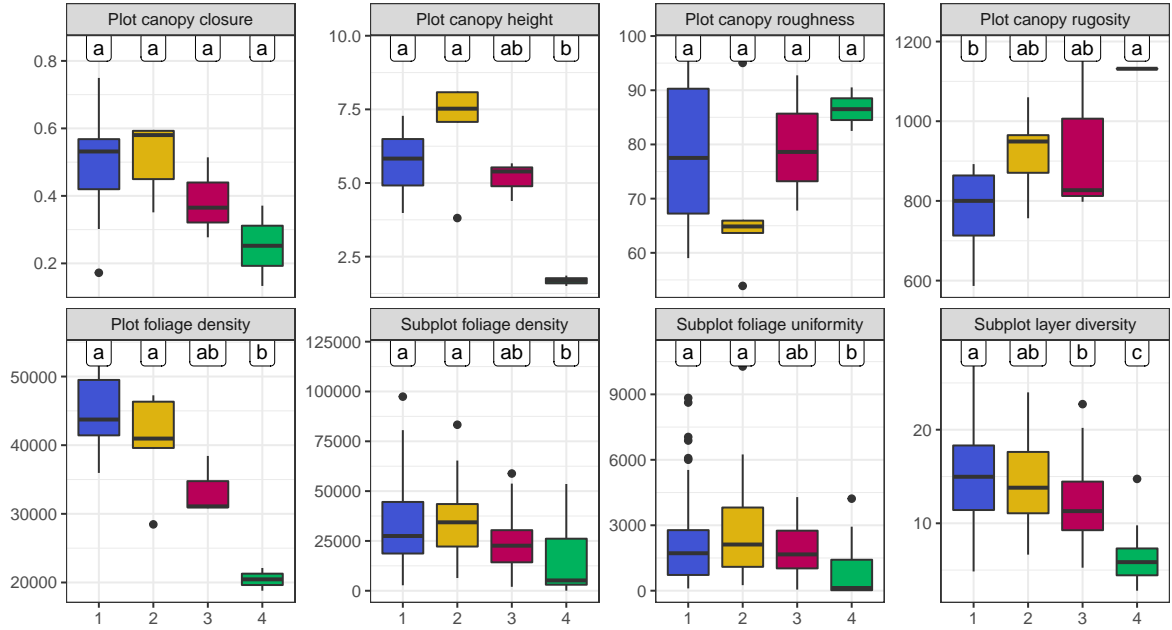 Plot canopy closure
a a a a
0.8
0.6
0.4
0.2
Plot canopy height
a a ab b
10.0
7.5
5.0
2.5
Plot canopy roughness
a a a a
100
90
80
70
60
Plot canopy rugosity
b ab ab a
1200
1000
800
600
Plot foliage density
a a ab b
50000
40000
30000
20000
1 2 3 4
Subplot foliage density
a a ab b
125000
100000
75000
50000
25000
0
1 2 3 4
Subplot foliage uniformity
a a ab b
9000
6000
3000
0
1 2 3 4
Subplot layer diversity
a ab b c
20
10
1 2 3 4